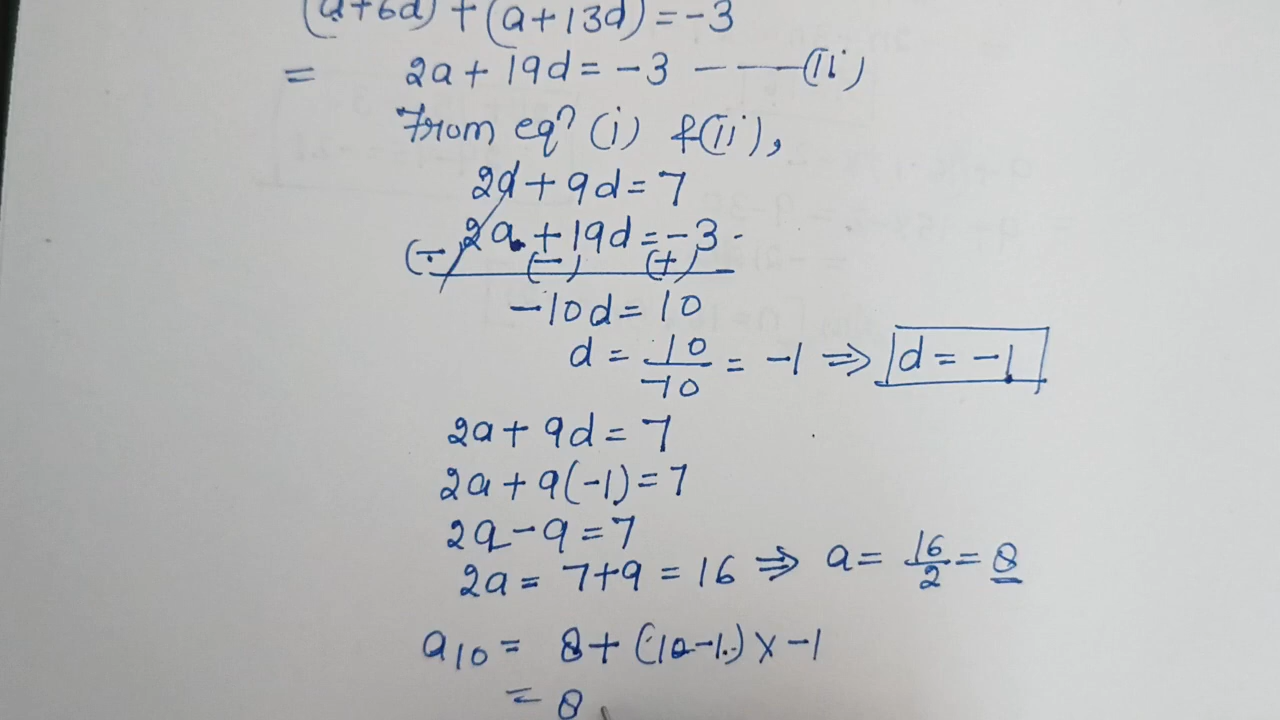 (a+6d) + (a+13d) = -3
= 2a + 19d = -3 ———(ii)
From eqⁿ (i) & (ii),
2a + 9d = 7
2a + 19d = -3
(-) (-) (+)
-10d = 10
d = 10/-10 = -1 ⇒ d = -1
2a + 9d = 7
2a + 9(-1) = 7
2a - 9 = 7
2a = 7+9 = 16 ⇒ a = 16/2 = 8
a₁₀ = 8 + (10-1) x -1
= 8